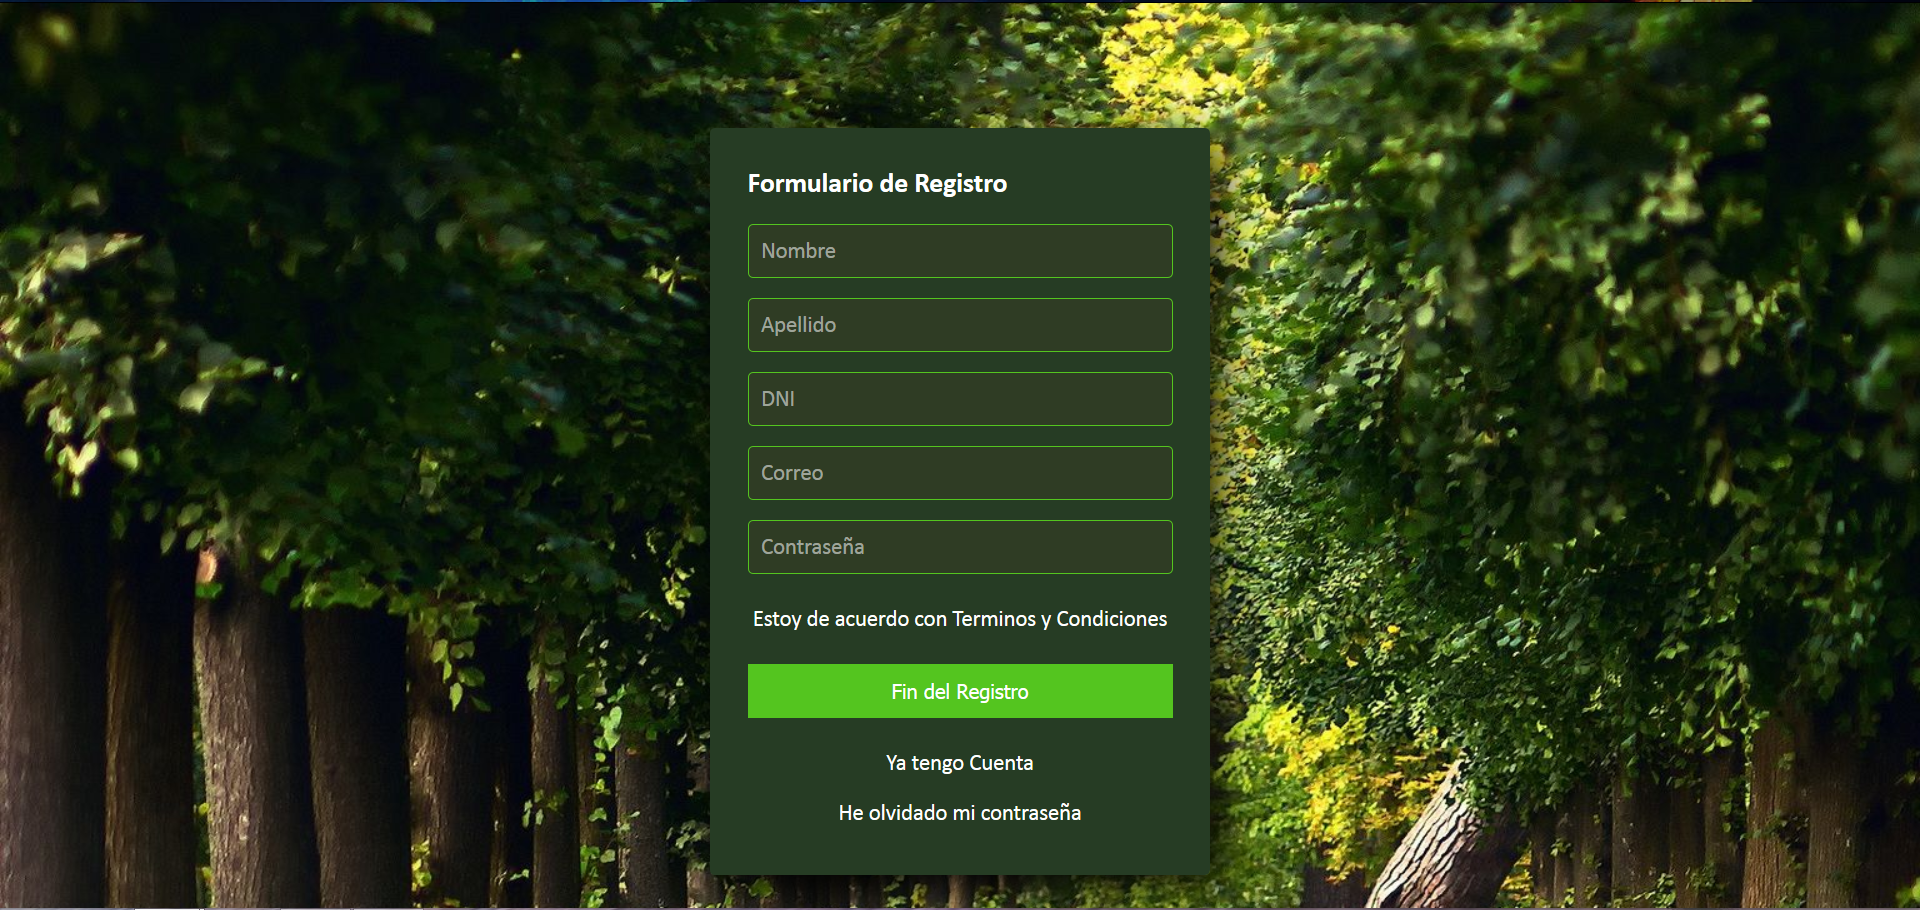 Formulario de Registro
Nombre
Apellido
DNI
Correo
Contraseña
Estoy de acuerdo con Terminos y Condiciones
Fin del Registro
Ya tengo Cuenta
He olvidado mi contraseña